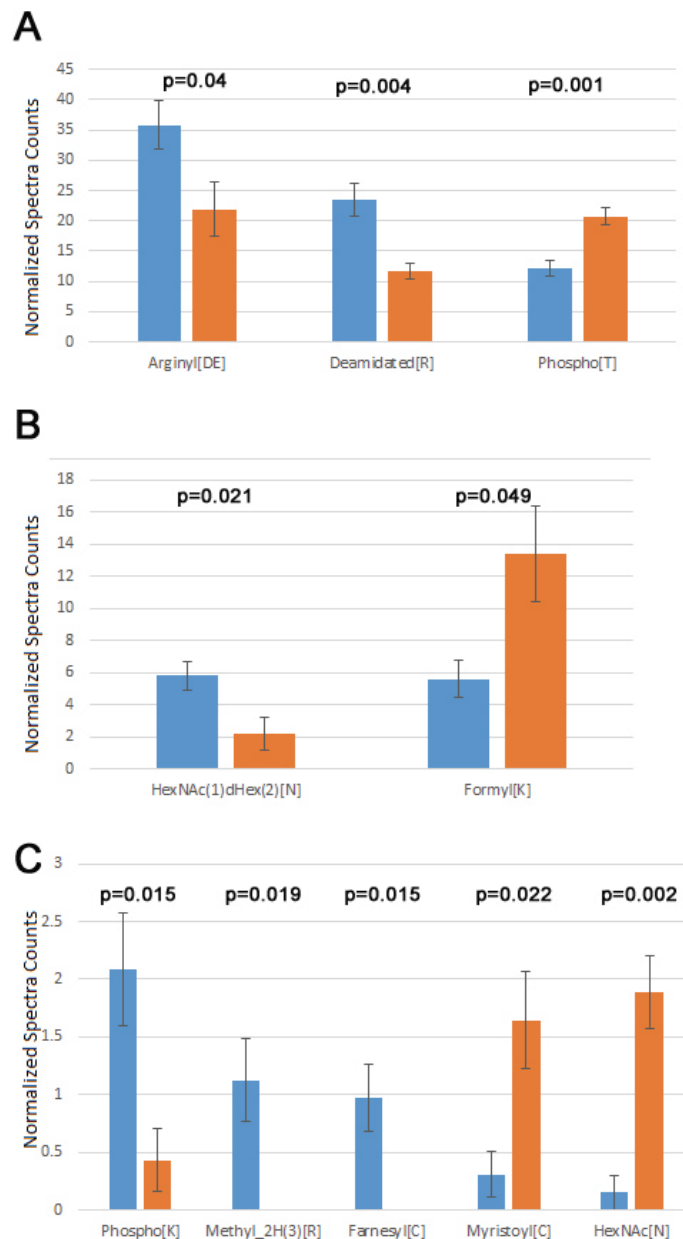 A
p=0.04 p=0.004 p=0.001
Normalized Spectra Counts
45
40
35
30
25
20
15
10
5
0
Arginyl[DE] Deamidated[R] Phospho[T]
B
p=0.021 p=0.049
Normalized Spectra Counts
18
16
14
12
10
8
6
4
2
0
HexNAc(1)dHex(2)[N] Formyl[K]
C
p=0.015 p=0.019 p=0.015 p=0.022 p=0.002
Normalized Spectra Counts
3
2.5
2
1.5
1
0.5
0
Phospho[K] Methyl_2H(3)[R] Farnesyl[C] Myristoyl[C] HexNAc[N]